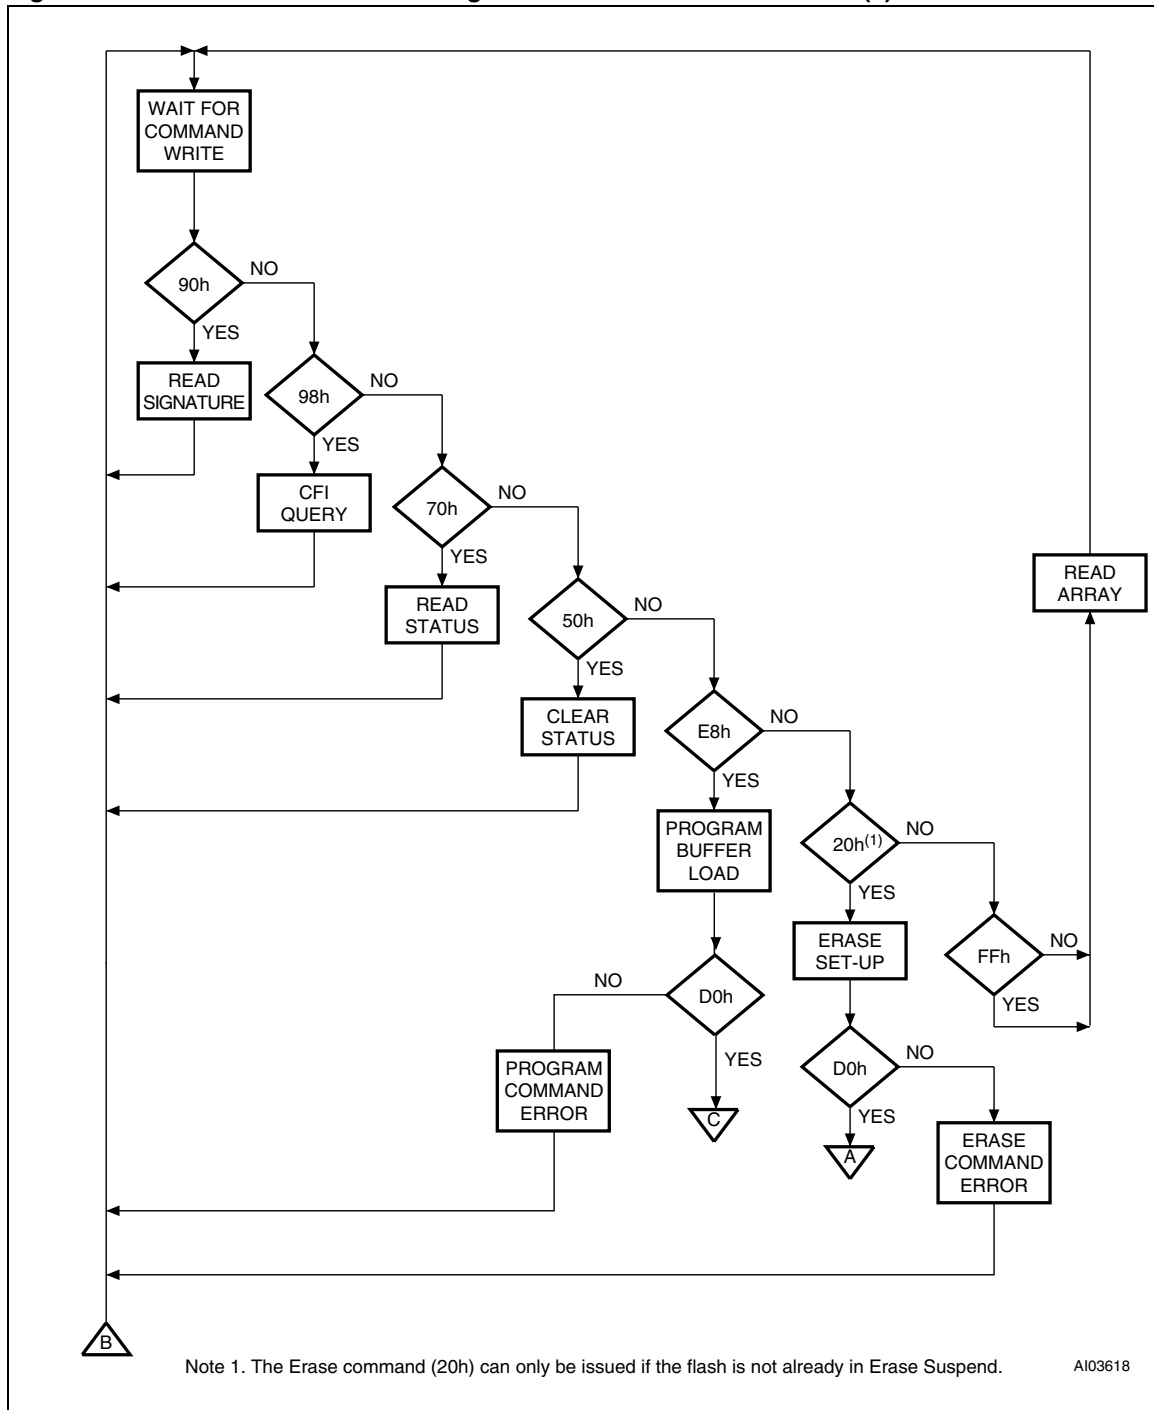 WAIT FOR
COMMAND
WRITE
90h
NO
YES
READ
SIGNATURE
98h
NO
YES
CFI
QUERY
70h
NO
YES
READ
STATUS
50h
NO
YES
CLEAR
STATUS
READ
ARRAY
E8h
NO
YES
PROGRAM
BUFFER
LOAD
20h(1)
NO
YES
ERASE
SET-UP
FFh
NO
YES
D0h
NO
YES
PROGRAM
COMMAND
ERROR
C
D0h
NO
YES
A
ERASE
COMMAND
ERROR
B
Note 1. The Erase command (20h) can only be issued if the flash is not already in Erase Suspend.
AI03618